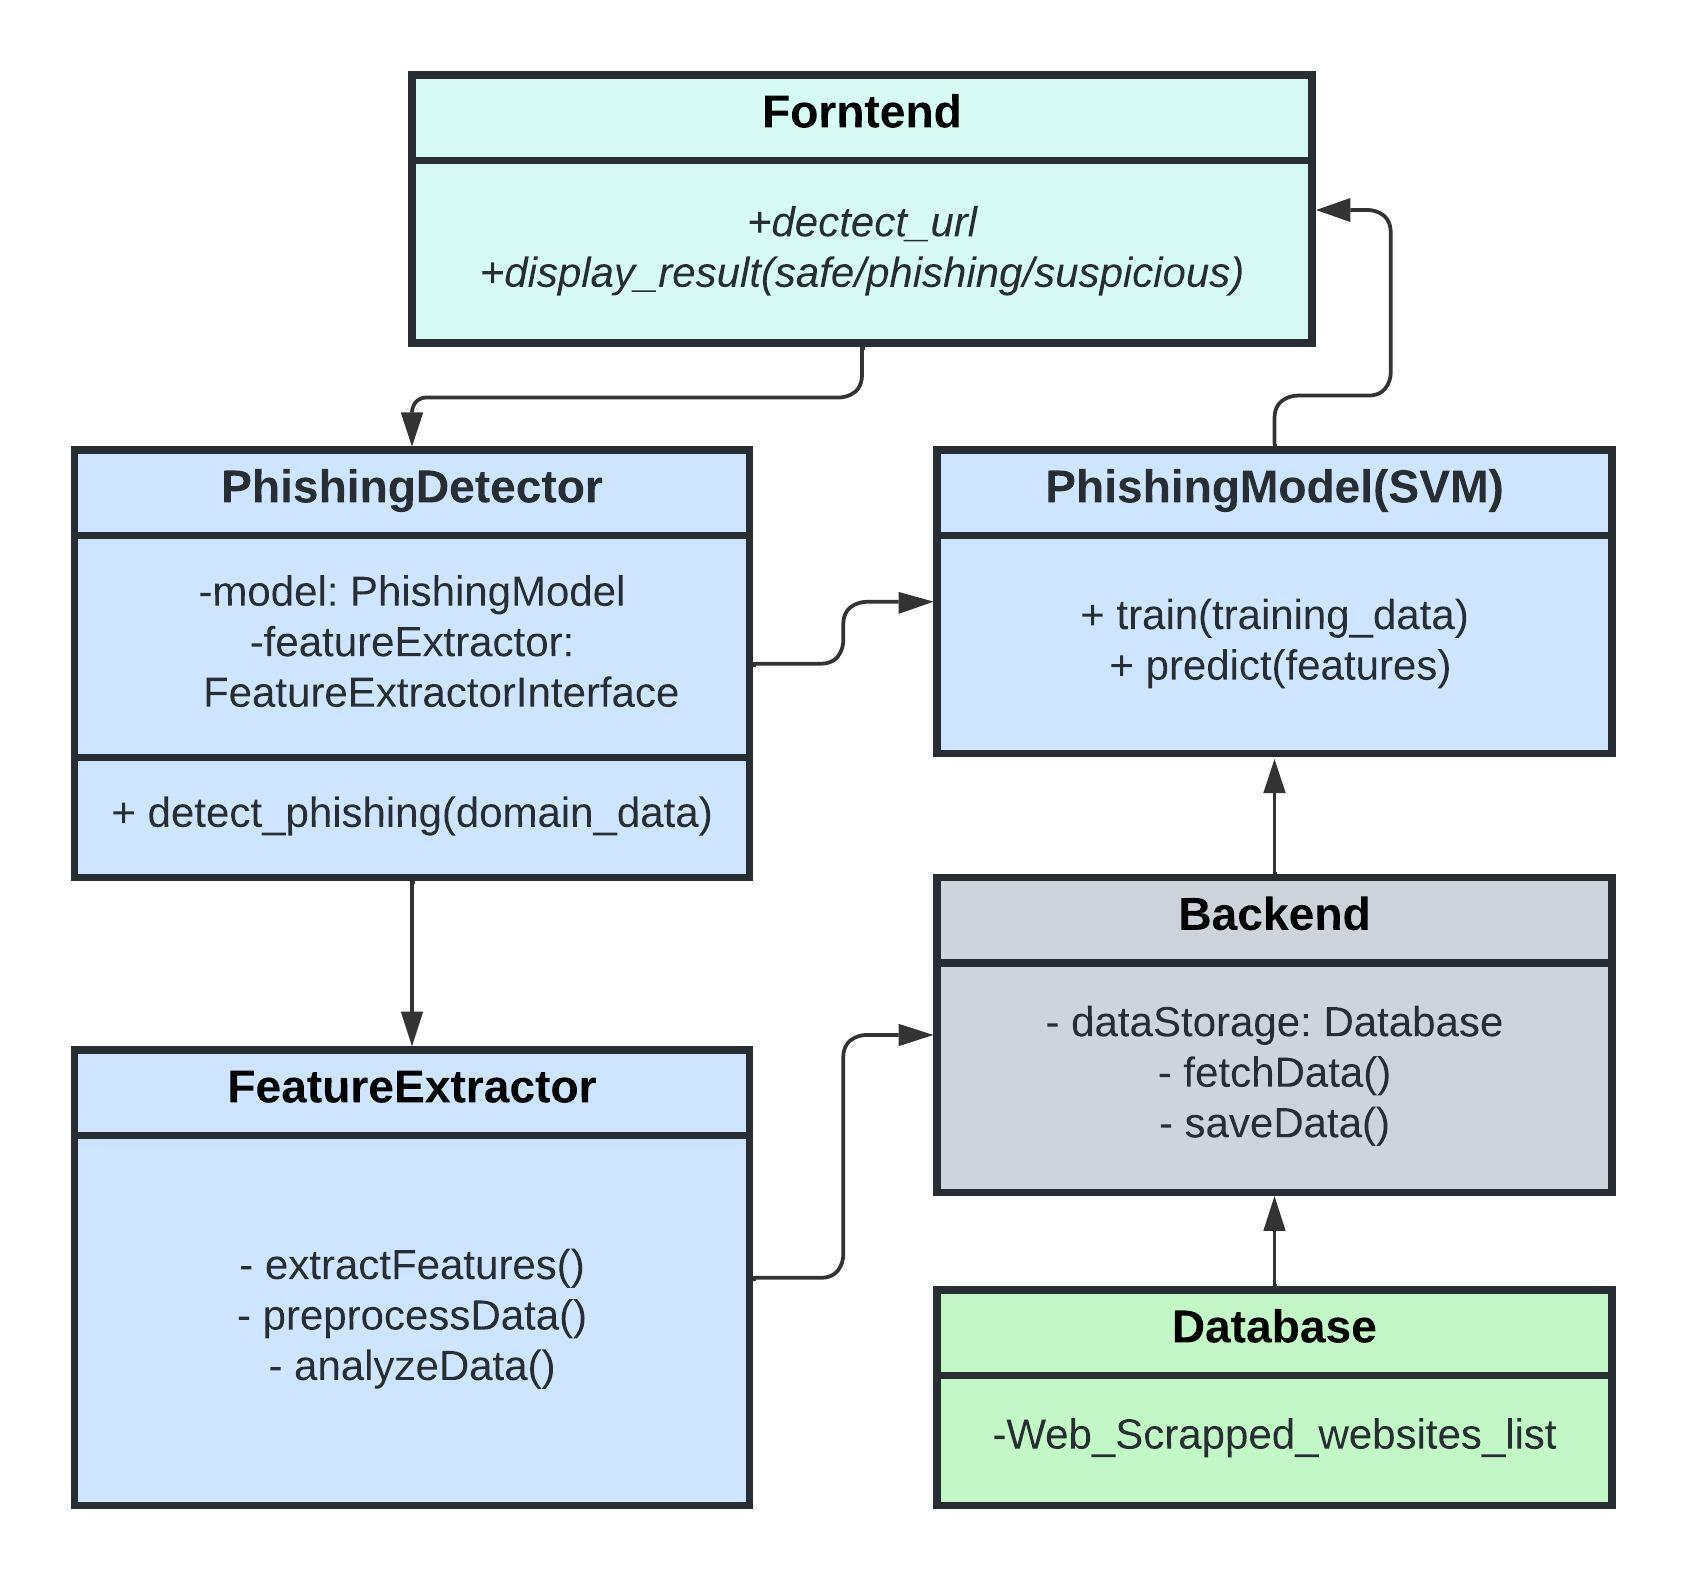 Forntend
+dectect_url
+display_result(safe/phishing/suspicious)
PhishingDetector
-model: PhishingModel
-featureExtractor:
FeatureExtractorInterface
+ detect_phishing(domain_data)
PhishingModel(SVM)
+ train(training_data)
+ predict(features)
FeatureExtractor
- extractFeatures()
- preprocessData()
- analyzeData()
Backend
- dataStorage: Database
- fetchData()
- saveData()
Database
-Web_Scrapped_websites_list